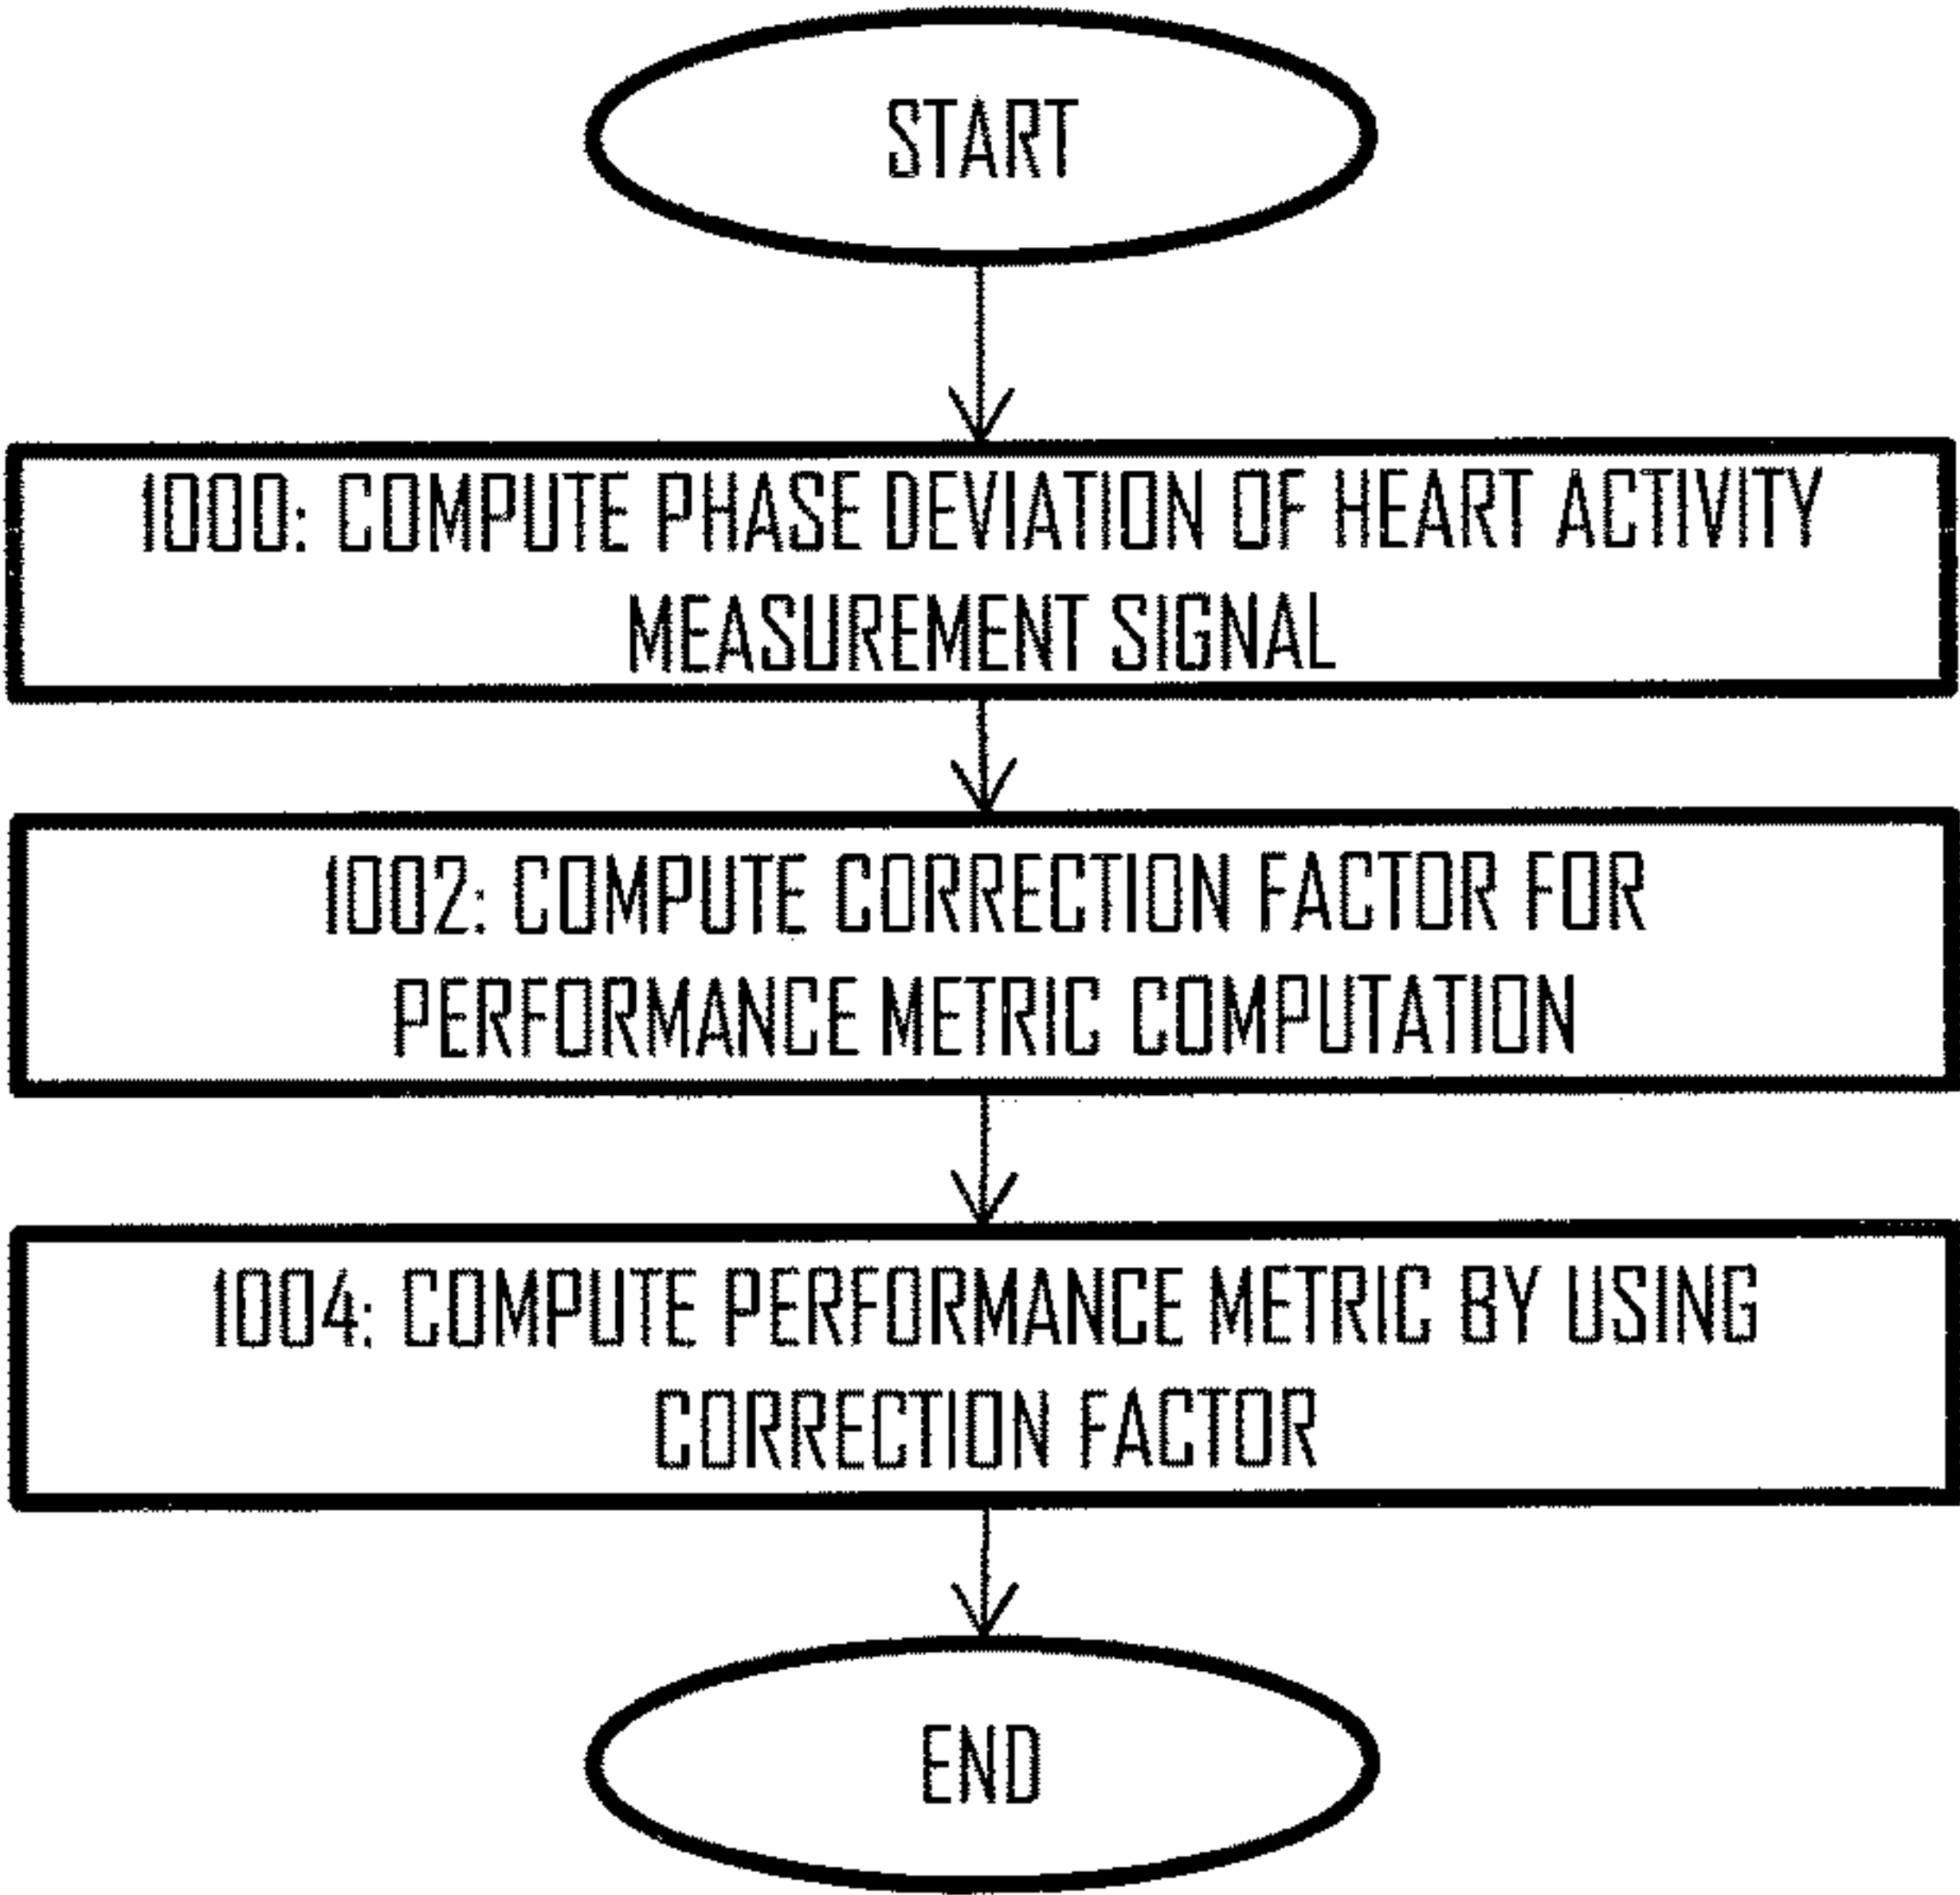 START
1000: COMPUTE PHASE DEVIATION OF HEART ACTIVITY
MEASUREMENT SIGNAL
1002: COMPUTE CORRECTION FACTOR FOR
PERFORMANCE METRIC COMPUTATION
1004: COMPUTE PERFORMANCE METRIC BY USING
CORRECTION FACTOR
END